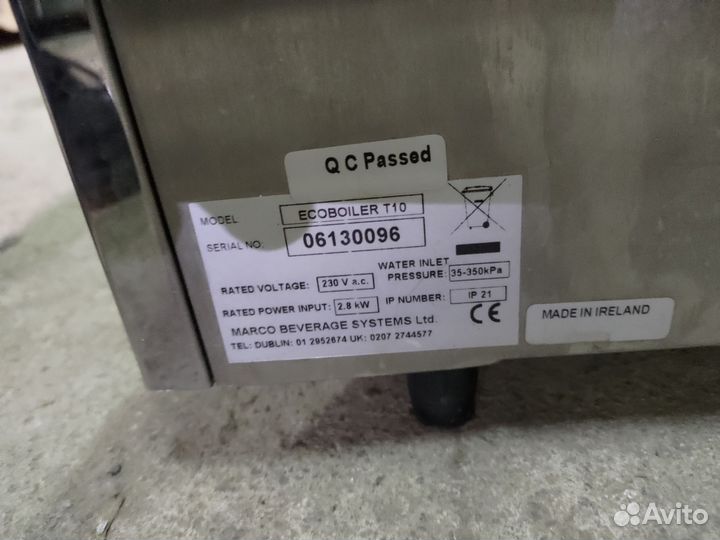 Q C Passed
MODEL ECOBOILER T10
SERIAL NO: 06130096
WATER INLET
RATED VOLTAGE: 230 V a.c. PRESSURE: 35-350kPa
RATED POWER INPUT: 2.8 kW IP NUMBER: IP 21
MARCO BEVERAGE SYSTEMS Ltd. CE
TEL: DUBLIN: 01 2952674 UK: 0207 2744577
MADE IN IRELAND
Avito